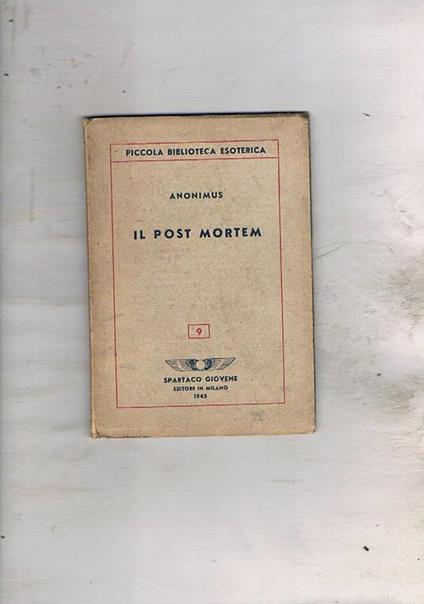 PICCOLA BIBLIOTECA ESOTERICA
ANONIMUS
IL POST MORTEM
9
SPARTACO GIOVENE
EDITORE IN MILANO
1945